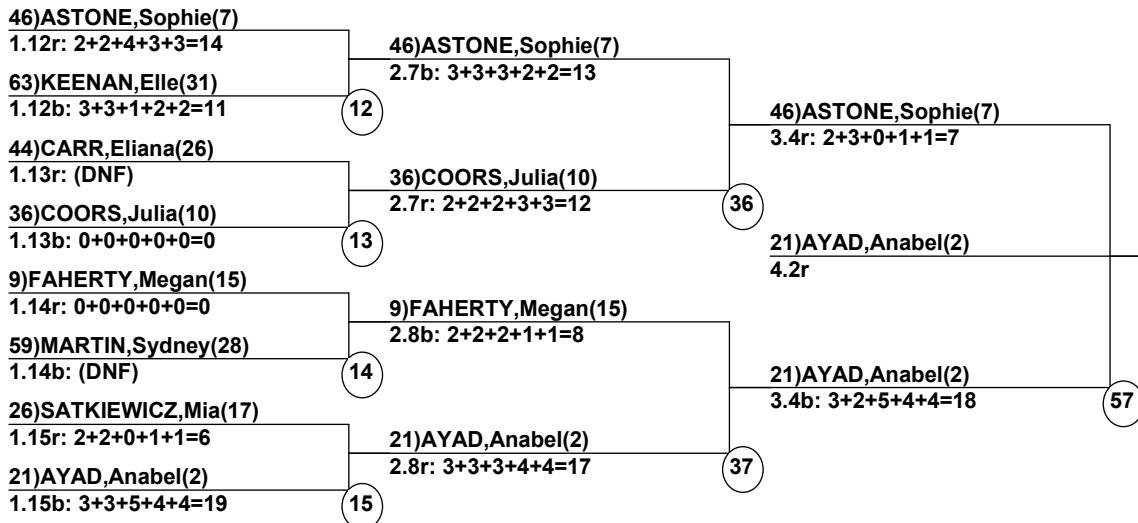 46)ASTONE,Sophie(7)
1.12r: 2+2+4+3+3=14
63)KEENAN,Elle(31)
1.12b: 3+3+1+2+2=11
12
44)CARR,Eliana(26)
1.13r: (DNF)
36)COORS,Julia(10)
1.13b: 0+0+0+0+0=0
13
9)FAHERTY,Megan(15)
1.14r: 0+0+0+0+0=0
59)MARTIN,Sydney(28)
1.14b: (DNF)
14
26)SATKIEWICZ,Mia(17)
1.15r: 2+2+0+1+1=6
21)AYAD,Anabel(2)
1.15b: 3+3+5+4+4=19
15
46)ASTONE,Sophie(7)
2.7b: 3+3+3+2+2=13
36)COORS,Julia(10)
2.7r: 2+2+2+3+3=12
36
9)FAHERTY,Megan(15)
2.8b: 2+2+2+1+1=8
21)AYAD,Anabel(2)
2.8r: 3+3+3+4+4=17
37
46)ASTONE,Sophie(7)
3.4r: 2+3+0+1+1=7
21)AYAD,Anabel(2)
4.2r
21)AYAD,Anabel(2)
3.4b: 3+2+5+4+4=18
57